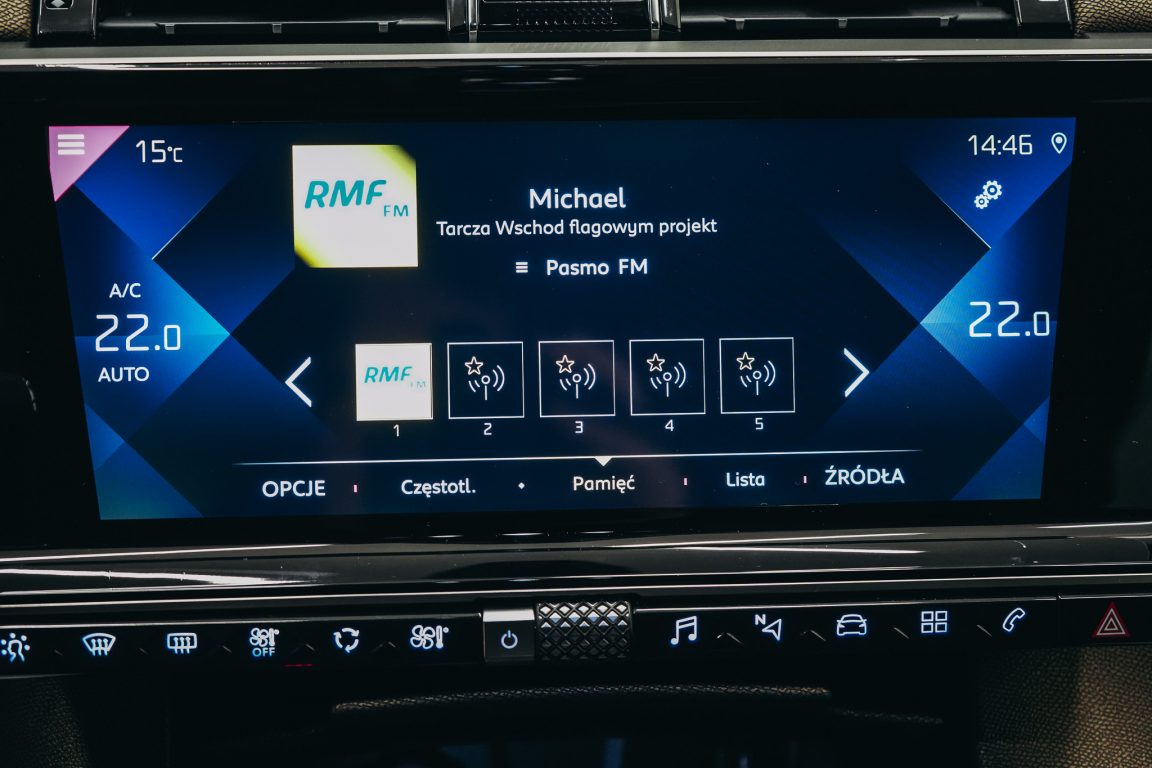 15°C
14:46
RMF
FM
Michael
Tarcza Wschod flagowym projekt
Pasmo FM
A/C
22.0
AUTO
22.0
RMF FM
1
2
3
4
5
OPCJE
Częstotl.
Pamięć
Lista
ŹRÓDŁA
OFF
N